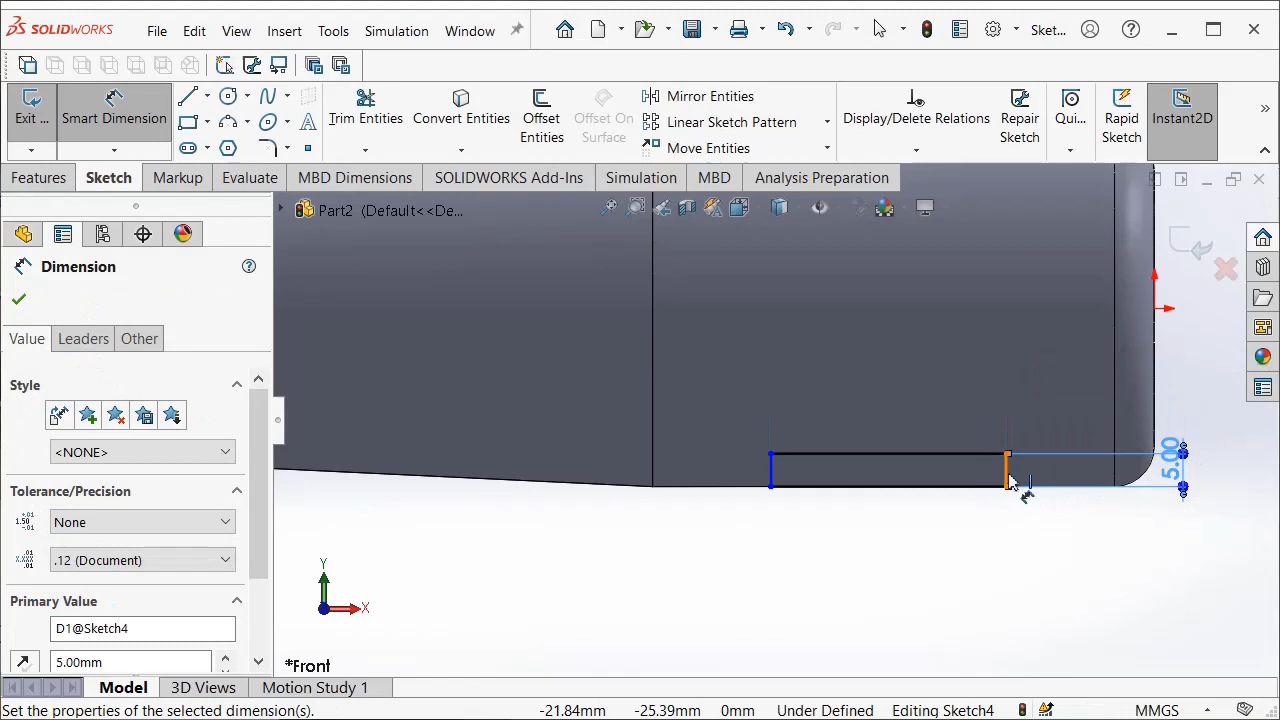 SOLIDWORKS File Edit View Insert Tools Simulation Window Sket...
Exit ... Smart Dimension Trim Entities Convert Entities Offset Entities Offset On Surface Mirror Entities Linear Sketch Pattern Move Entities Display/Delete Relations Repair Sketch Qui... Rapid Sketch Instant2D
Features Sketch Markup Evaluate MBD Dimensions SOLIDWORKS Add-Ins Simulation MBD Analysis Preparation
Part2 (Default<<De...
Dimension
Value Leaders Other
Style
<NONE>
Tolerance/Precision
None
.12 (Document)
Primary Value
D1@Sketch4
5.00mm
5.00
Y
X
*Front
Model 3D Views Motion Study 1
Set the properties of the selected dimension(s). -21.84mm -25.39mm 0mm Under Defined Editing Sketch4 MMGS